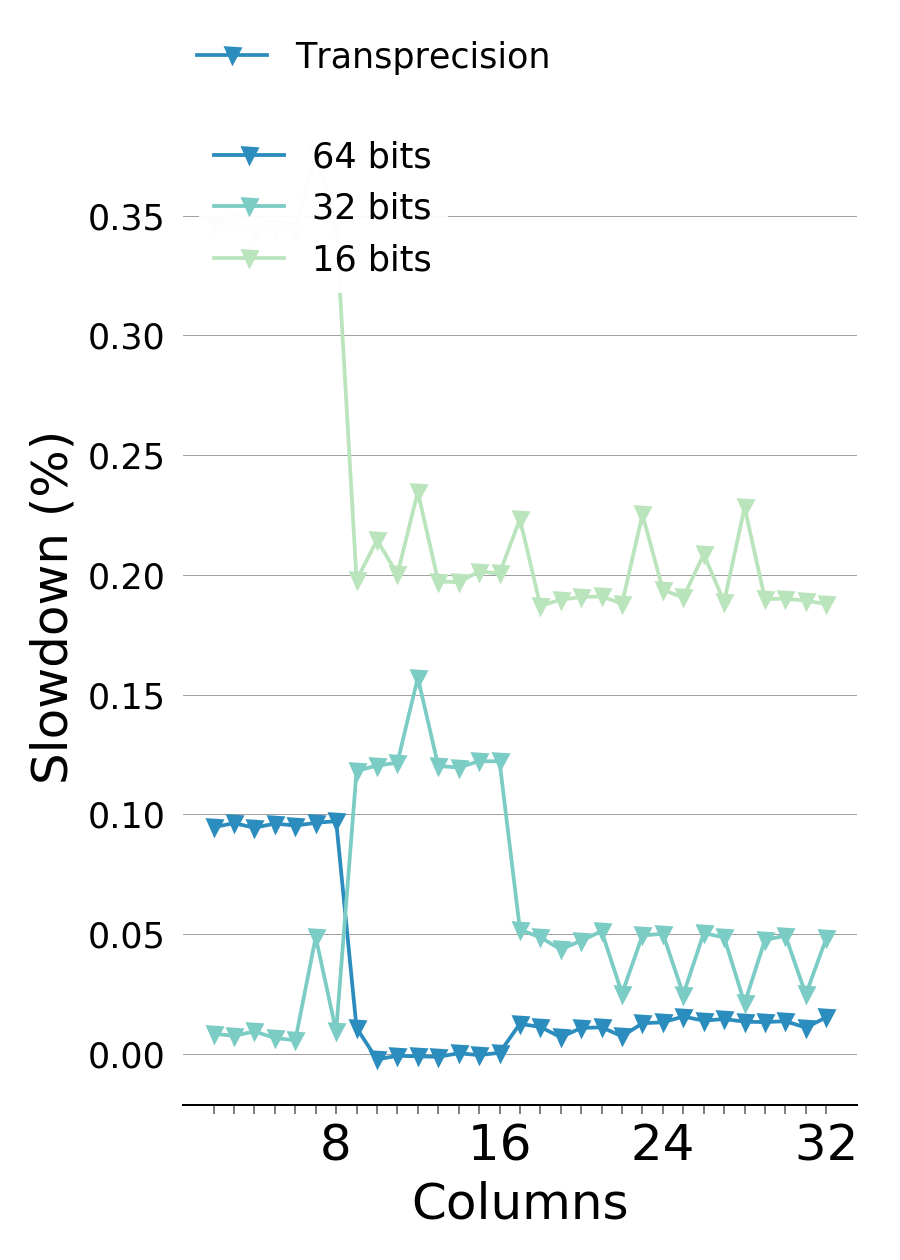 Transprecision
64 bits
32 bits
16 bits
0.35
0.30
0.25
0.20
0.15
0.10
0.05
0.00
Slowdown (%)
8 16 24 32
Columns